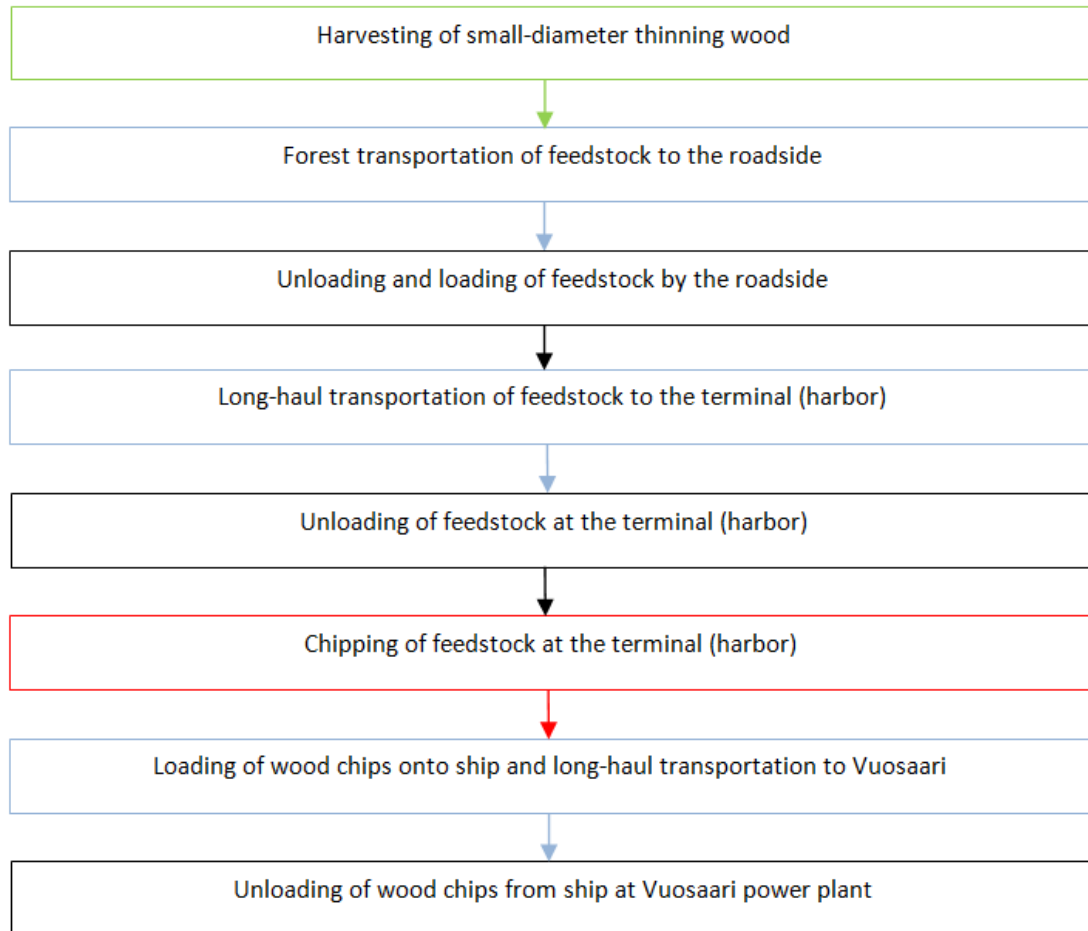 Harvesting of small-diameter thinning wood
Forest transportation of feedstock to the roadside
Unloading and loading of feedstock by the roadside
Long-haul transportation of feedstock to the terminal (harbor)
Unloading of feedstock at the terminal (harbor)
Chipping of feedstock at the terminal (harbor)
Loading of wood chips onto ship and long-haul transportation to Vuosaari
Unloading of wood chips from ship at Vuosaari power plant